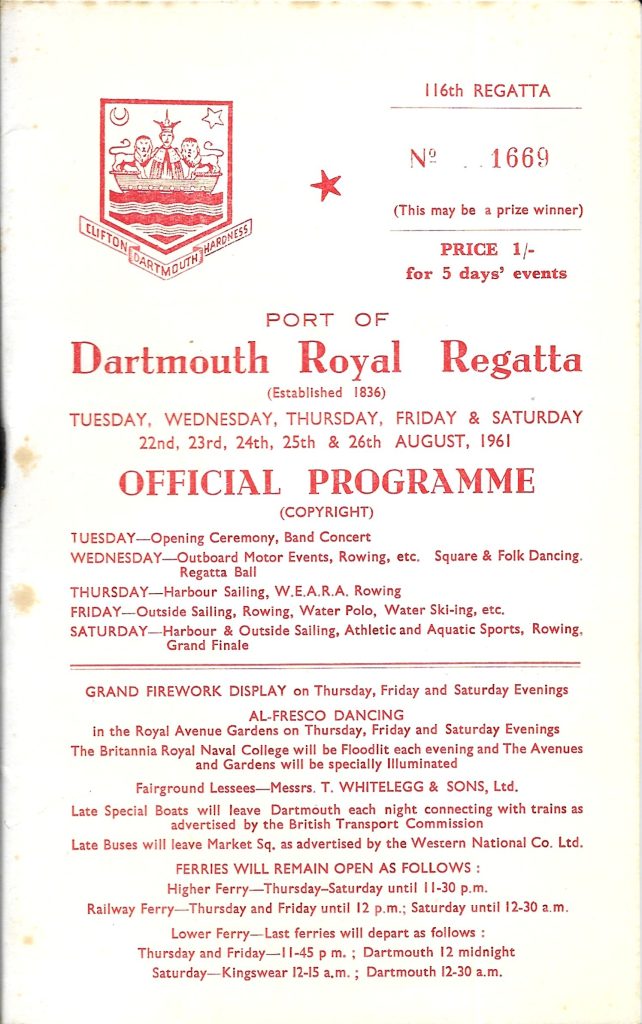 116th REGATTA
Nº . . 1669
(This may be a prize winner)
PRICE 1/-
for 5 days' events
CLIFTON DARTMOUTH HARDNESS
PORT OF
Dartmouth Royal Regatta
(Established 1836)
TUESDAY, WEDNESDAY, THURSDAY, FRIDAY & SATURDAY
22nd, 23rd, 24th, 25th & 26th AUGUST, 1961
OFFICIAL PROGRAMME
(COPYRIGHT)
TUESDAY—Opening Ceremony, Band Concert
WEDNESDAY—Outboard Motor Events, Rowing, etc. Square & Folk Dancing.
Regatta Ball
THURSDAY—Harbour Sailing, W.E.A.R.A. Rowing
FRIDAY—Outside Sailing, Rowing, Water Polo, Water Ski-ing, etc.
SATURDAY—Harbour & Outside Sailing, Athletic and Aquatic Sports, Rowing,
Grand Finale
GRAND FIREWORK DISPLAY on Thursday, Friday and Saturday Evenings
AL-FRESCO DANCING
in the Royal Avenue Gardens on Thursday, Friday and Saturday Evenings
The Britannia Royal Naval College will be Floodlit each evening and The Avenues
and Gardens will be specially Illuminated
Fairground Lessees—Messrs. T. WHITELEGG & SONS, Ltd.
Late Special Boats will leave Dartmouth each night connecting with trains as
advertised by the British Transport Commission
Late Buses will leave Market Sq. as advertised by the Western National Co. Ltd.
FERRIES WILL REMAIN OPEN AS FOLLOWS :
Higher Ferry—Thursday-Saturday until 11-30 p.m.
Railway Ferry—Thursday and Friday until 12 p.m.; Saturday until 12-30 a.m.
Lower Ferry—Last ferries will depart as follows :
Thursday and Friday—11-45 p m. ; Dartmouth 12 midnight
Saturday—Kingswear 12-15 a.m. ; Dartmouth 12-30 a.m.